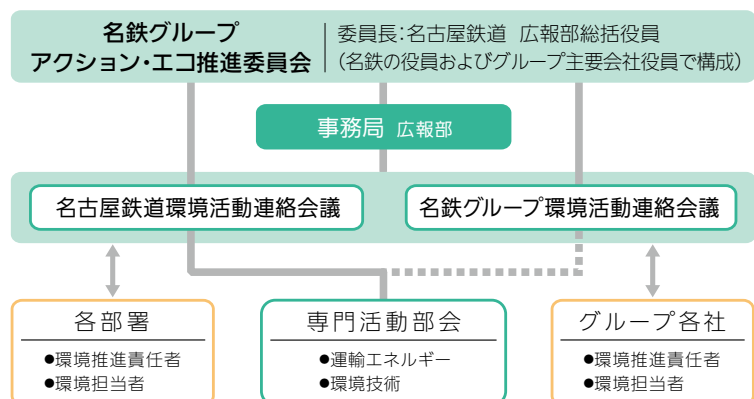 名鉄グループ
アクション・エコ推進委員会
委員長：名古屋鉄道 広報部総括役員
（名鉄の役員およびグループ主要会社役員で構成）
事務局 広報部
名古屋鉄道環境活動連絡会議
名鉄グループ環境活動連絡会議
各部署
●環境推進責任者
●環境担当者
専門活動部会
●運輸エネルギー
●環境技術
グループ各社
●環境推進責任者
●環境担当者